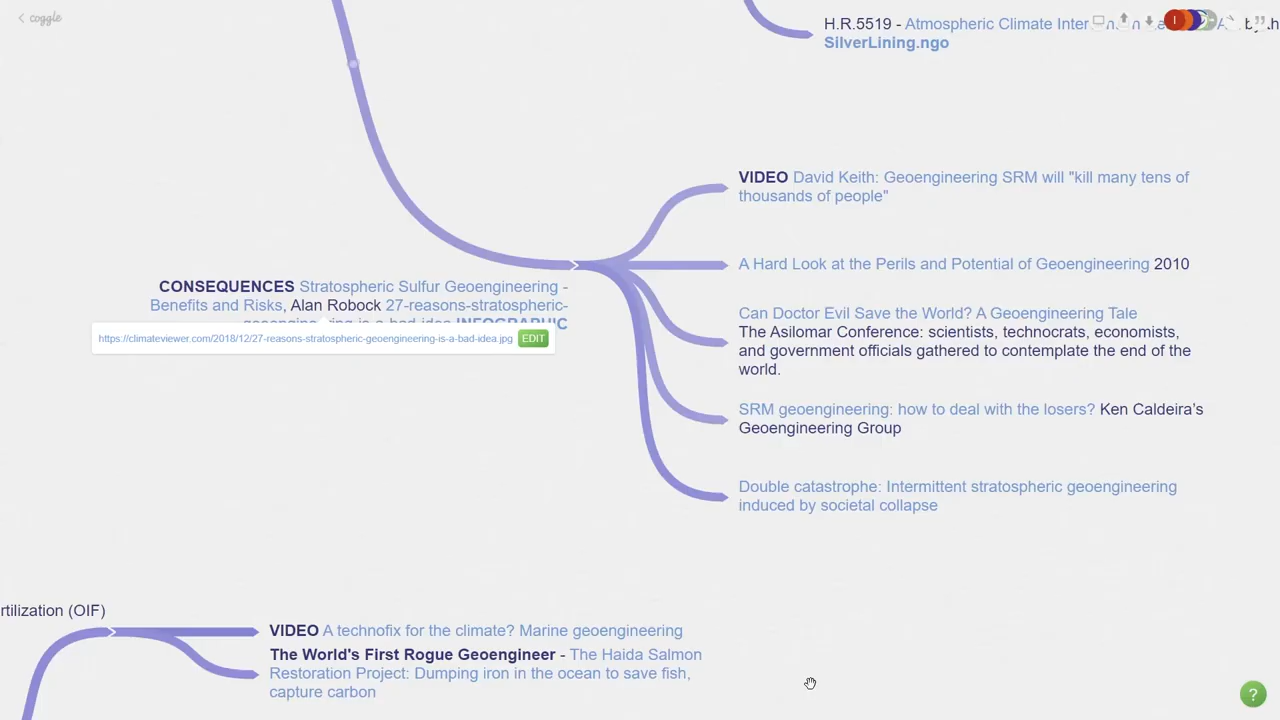 coggle
H.R.5519 - Atmospheric Climate Inter
SilverLining.ngo
VIDEO David Keith: Geoengineering SRM will "kill many tens of
thousands of people"
A Hard Look at the Perils and Potential of Geoengineering 2010
CONSEQUENCES Stratospheric Sulfur Geoengineering -
Benefits and Risks, Alan Robock 27-reasons-stratospheric-
geoengineering-is-a-bad-idea INFOGRAPHIC
https://climateviewer.com/2018/12/27-reasons-stratospheric-geoengineering-is-a-bad-idea.jpg EDIT
Can Doctor Evil Save the World? A Geoengineering Tale
The Asilomar Conference: scientists, technocrats, economists,
and government officials gathered to contemplate the end of the
world.
SRM geoengineering: how to deal with the losers? Ken Caldeira’s
Geoengineering Group
Double catastrophe: Intermittent stratospheric geoengineering
induced by societal collapse
rtilization (OIF)
VIDEO A technofix for the climate? Marine geoengineering
The World's First Rogue Geoengineer - The Haida Salmon
Restoration Project: Dumping iron in the ocean to save fish,
capture carbon
?